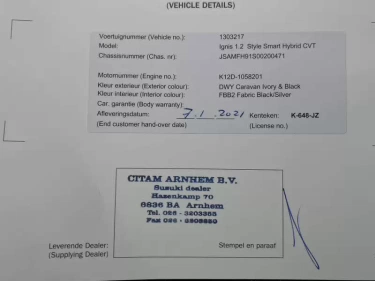 (VEHICLE DETAILS)
Voertuignummer (Vehicle no.): 1303217
Model: Ignis 1.2 Style Smart Hybrid CVT
Chassisnummer (Chas. nr): JSAMFH91S00200471
Motornummer (Engine no.): K12D-1058201
Kleur exterieur (Exterior colour): DWY Caravan Ivory & Black
Kleur interieur (Interior colour): FBB2 Fabric Black/Silver
Car. garantie (Body warranty):
Afleveringsdatum: 7.1.2021 Kenteken: K-648-JZ
(End customer hand-over date) (License no.)
CITAM ARNHEM B.V.
Suzuki dealer
Hazenkamp 70
6836 BA Arnhem
Tel. 026 - 3203355
Leverende Dealer: Stempel en paraaf
(Supplying Dealer)